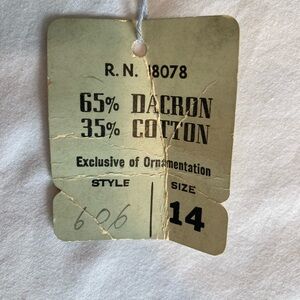 R.N. 18078
65% DACRON
35% COTTON
Exclusive of Ornamentation
STYLE SIZE
606 14